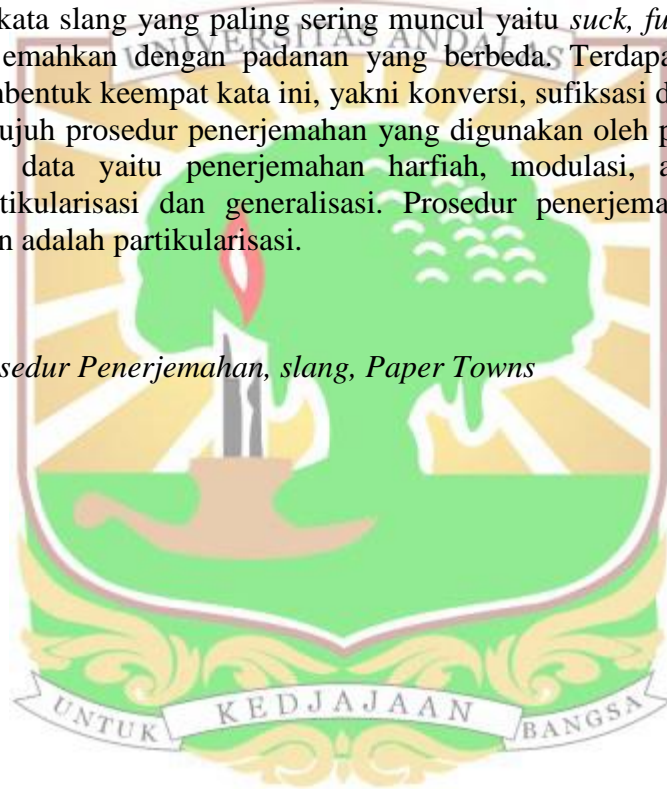 kata slang yang paling sering muncul yaitu suck, fu
emahkan dengan padanan yang berbeda. Terdapa
UNIVERSITAS ANDALAS
nbentuk keempat kata ini, yakni konversi, sufiksasi d
ujuh prosedur penerjemahan yang digunakan oleh p
data yaitu penerjemahan harfiah, modulasi, a
tikularisasi dan generalisasi. Prosedur penerjema
n adalah partikularisasi.
sedur Penerjemahan, slang, Paper Towns
UNTUK KEDJAJAAN BANGSA